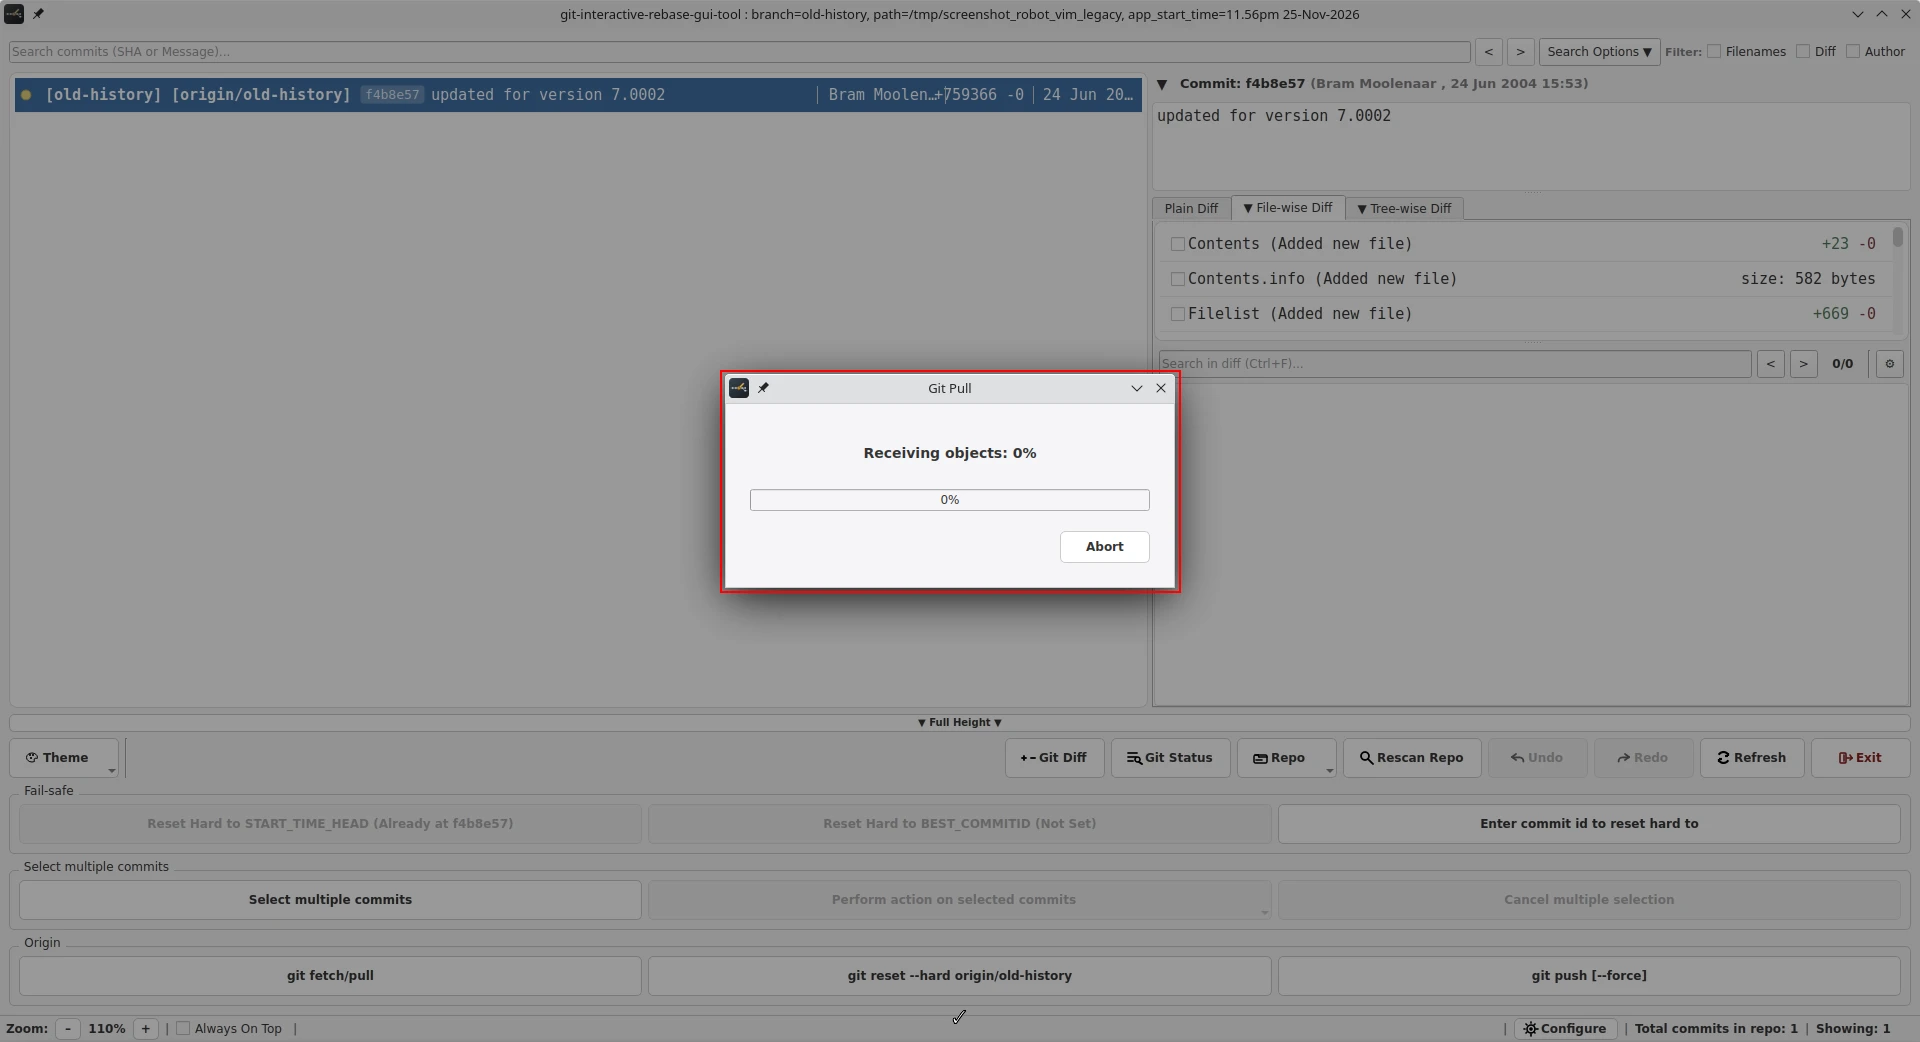 git-interactive-rebase-gui-tool : branch=old-history, path=/tmp/screenshot_robot_vim_legacy, app_start_time=11.56pm 25-Nov-2026
Search commits (SHA or Message)...
< > Search Options ▼ Filter: Filenames Diff Author
[old-history] [origin/old-history] f4b8e57 updated for version 7.0002 | Bram Moolen…+759366 -0 | 24 Jun 20…
▼ Commit: f4b8e57 (Bram Moolenaar , 24 Jun 2004 15:53)
updated for version 7.0002
Plain Diff ▼ File-wise Diff ▼ Tree-wise Diff
Contents (Added new file) +23 -0
Contents.info (Added new file) size: 582 bytes
Filelist (Added new file) +669 -0
Search in diff (Ctrl+F)... < > 0/0
Git Pull
Receiving objects: 0%
0%
Abort
▼ Full Height ▼
Theme +- Git Diff Git Status Repo Rescan Repo Undo Redo Refresh Exit
Fail-safe
Reset Hard to START_TIME_HEAD (Already at f4b8e57) Reset Hard to BEST_COMMITID (Not Set) Enter commit id to reset hard to
Select multiple commits
Select multiple commits Perform action on selected commits Cancel multiple selection
Origin
git fetch/pull git reset --hard origin/old-history git push [--force]
Zoom: - 110% + | Always On Top | | Configure | Total commits in repo: 1 | Showing: 1